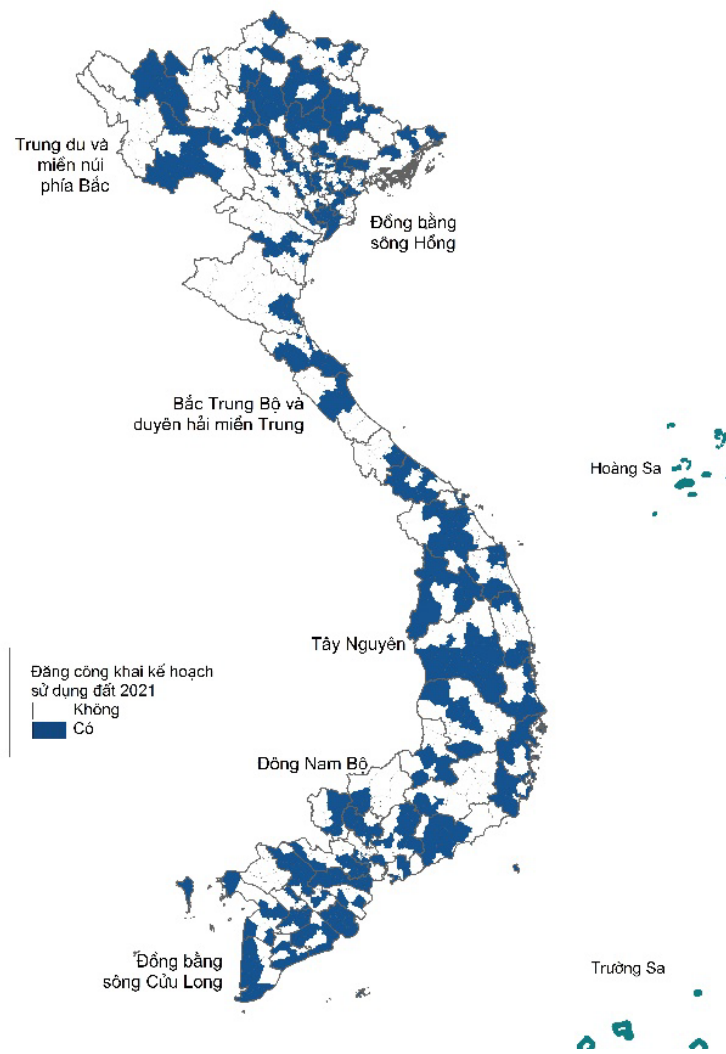 Trung du và
miền núi
phía Bắc
Đồng bằng
sông Hồng
Bắc Trung Bộ và
duyên hải miền Trung
Hoàng Sa
Tây Nguyên
Đăng công khai kế hoạch
sử dụng đất 2021
Không
Có
Đông Nam Bộ
Đồng bằng
sông Cửu Long
Trường Sa